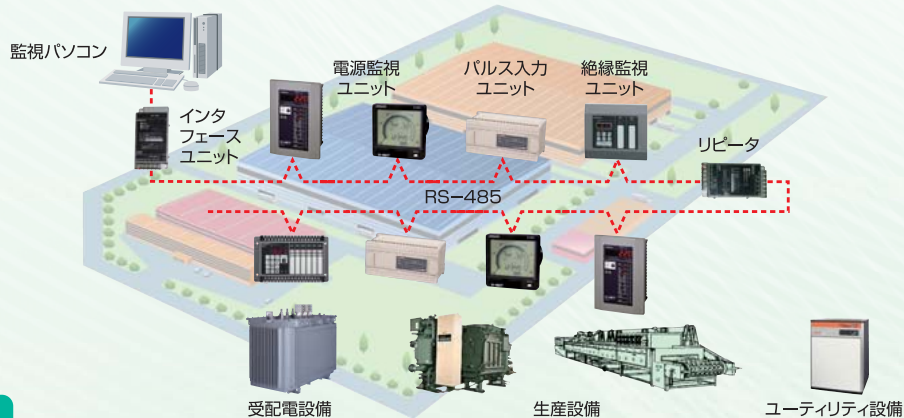 監視パソコン
インタ
フェース
ユニット
電源監視
ユニット
パルス入力
ユニット
絶縁監視
ユニット
リピータ
RS-485
受配電設備
生産設備
ユーティリティ設備